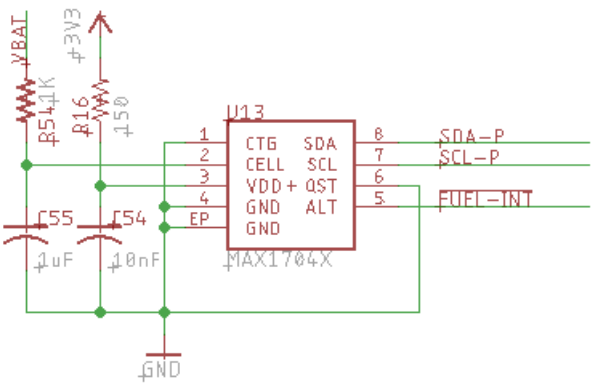 VBAT
+3V3
R54
1K
R16
150
U13
1 CTG SDA 8
2 CELL SCL 7
3 VDD+ QST 6
4 GND ALT 5
EP GND
SDA-P
SCL-P
FUEL-INT
C55
1uF
C54
10nF
MAX1704X
GND